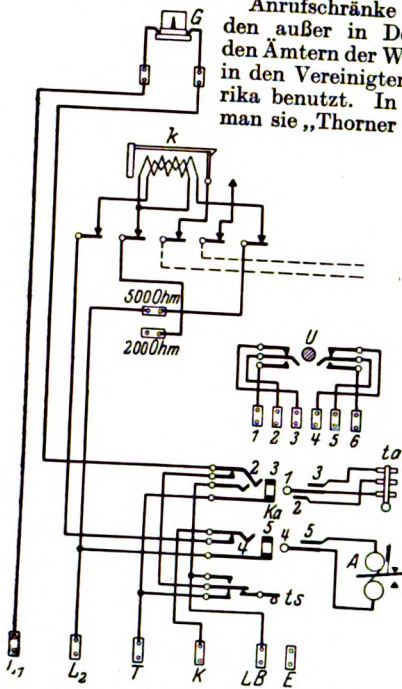 Anrufschränke
den außer in De
den Ämtern der W
in den Vereinigten
rika benutzt. In
man sie „Thorner
G
k
500 Ohm
200 Ohm
U
1 2 3 4 5 6
ta
2 3 1 3
2
Ka
5 4 5
4
A
ts
L1 L2 T K LB E